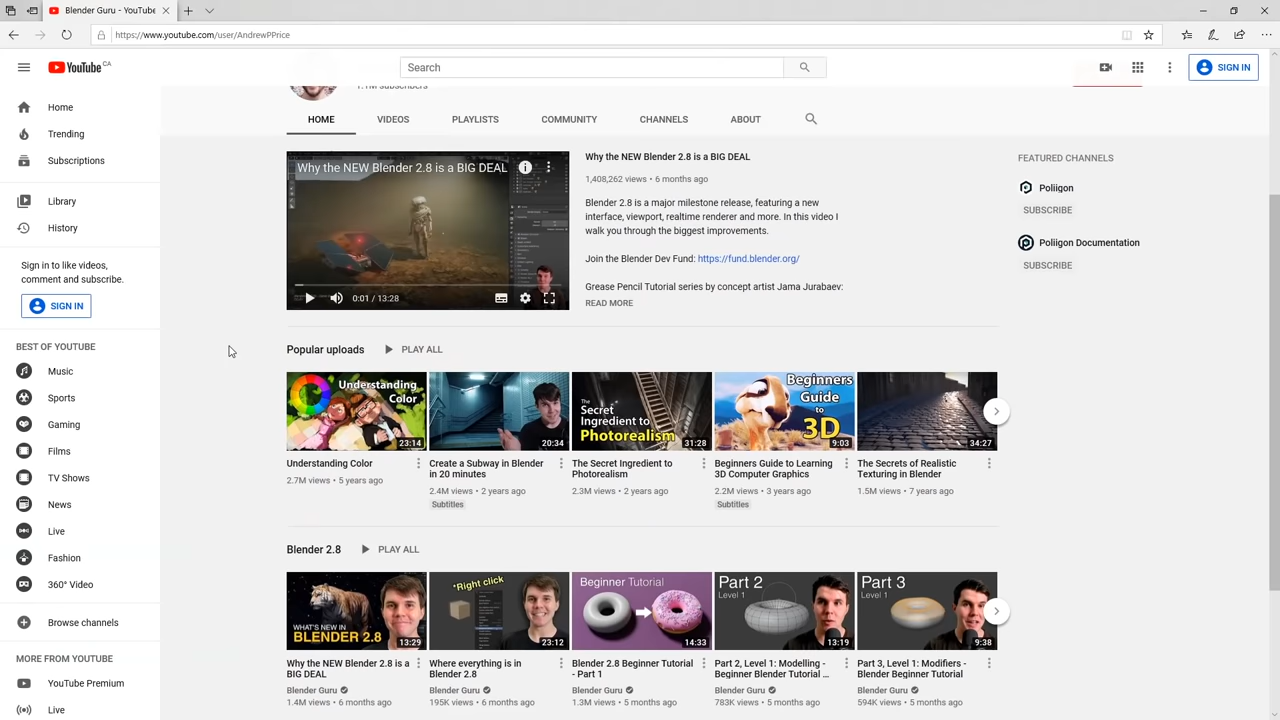 Blender Guru - YouTube
https://www.youtube.com/user/AndrewPPrice
YouTube CA
Search
SIGN IN
1.1M subscribers
HOME VIDEOS PLAYLISTS COMMUNITY CHANNELS ABOUT
Home
Trending
Subscriptions
Library
History
Sign in to like videos,
comment and subscribe.
SIGN IN
BEST OF YOUTUBE
Music
Sports
Gaming
Films
TV Shows
News
Live
Fashion
360° Video
Browse channels
MORE FROM YOUTUBE
YouTube Premium
Live
Why the NEW Blender 2.8 is a BIG DEAL
0:01 / 13:28
Why the NEW Blender 2.8 is a BIG DEAL
1,408,262 views • 6 months ago
Blender 2.8 is a major milestone release, featuring a new
interface, viewport, realtime renderer and more. In this video I
walk you through the biggest improvements.
Join the Blender Dev Fund: https://fund.blender.org/
Grease Pencil Tutorial series by concept artist Jama Jurabaev:
READ MORE
FEATURED CHANNELS
Poliigon
SUBSCRIBE
Poliigon Documentation
SUBSCRIBE
Popular uploads PLAY ALL
Understanding
Color
23:14
Understanding Color
2.7M views • 5 years ago
20:34
Create a Subway in Blender
in 20 minutes
2.4M views • 2 years ago
Subtitles
The
Secret
Ingredient to
Photorealism
31:28
The Secret Ingredient to
Photorealism
2.3M views • 2 years ago
Beginners
Guide
to
3D
9:03
Beginners Guide to Learning
3D Computer Graphics
2.2M views • 3 years ago
Subtitles
34:27
The Secrets of Realistic
Texturing in Blender
1.5M views • 7 years ago
Blender 2.8 PLAY ALL
WHAT'S NEW IN
BLENDER 2.8
13:29
Why the NEW Blender 2.8 is a
BIG DEAL
Blender Guru
1.4M views • 6 months ago
*Right click
23:12
Where everything is in
Blender 2.8
Blender Guru
195K views • 6 months ago
Beginner Tutorial
14:33
Blender 2.8 Beginner Tutorial
- Part 1
Blender Guru
1.3M views • 5 months ago
Part 2
Level 1
13:19
Part 2, Level 1: Modelling -
Beginner Blender Tutorial ...
Blender Guru
783K views • 5 months ago
Part 3
Level 1
9:38
Part 3, Level 1: Modifiers -
Blender Beginner Tutorial
Blender Guru
594K views • 5 months ago